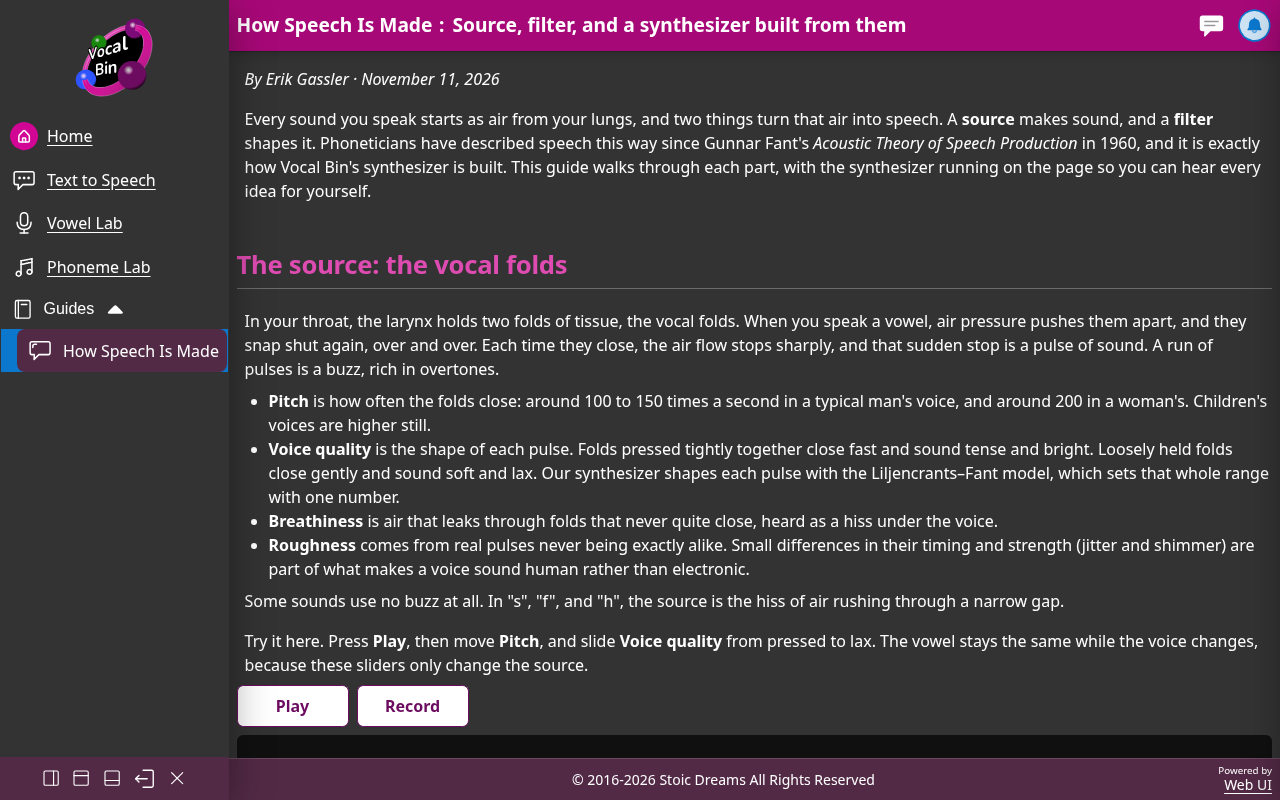 Vocal
Bin
Home
Text to Speech
Vowel Lab
Phoneme Lab
Guides
How Speech Is Made
How Speech Is Made : Source, filter, and a synthesizer built from them
By Erik Gassler · November 11, 2026
Every sound you speak starts as air from your lungs, and two things turn that air into speech. A source makes sound, and a filter
shapes it. Phoneticians have described speech this way since Gunnar Fant's Acoustic Theory of Speech Production in 1960, and it is exactly
how Vocal Bin's synthesizer is built. This guide walks through each part, with the synthesizer running on the page so you can hear every
idea for yourself.
The source: the vocal folds
In your throat, the larynx holds two folds of tissue, the vocal folds. When you speak a vowel, air pressure pushes them apart, and they
snap shut again, over and over. Each time they close, the air flow stops sharply, and that sudden stop is a pulse of sound. A run of
pulses is a buzz, rich in overtones.
• Pitch is how often the folds close: around 100 to 150 times a second in a typical man's voice, and around 200 in a woman's. Children's
voices are higher still.
• Voice quality is the shape of each pulse. Folds pressed tightly together close fast and sound tense and bright. Loosely held folds
close gently and sound soft and lax. Our synthesizer shapes each pulse with the Liljencrants–Fant model, which sets that whole range
with one number.
• Breathiness is air that leaks through folds that never quite close, heard as a hiss under the voice.
• Roughness comes from real pulses never being exactly alike. Small differences in their timing and strength (jitter and shimmer) are
part of what makes a voice sound human rather than electronic.
Some sounds use no buzz at all. In "s", "f", and "h", the source is the hiss of air rushing through a narrow gap.
Try it here. Press Play, then move Pitch, and slide Voice quality from pressed to lax. The vowel stays the same while the voice changes,
because these sliders only change the source.
Play
Record
© 2016-2026 Stoic Dreams All Rights Reserved
Powered by
Web UI